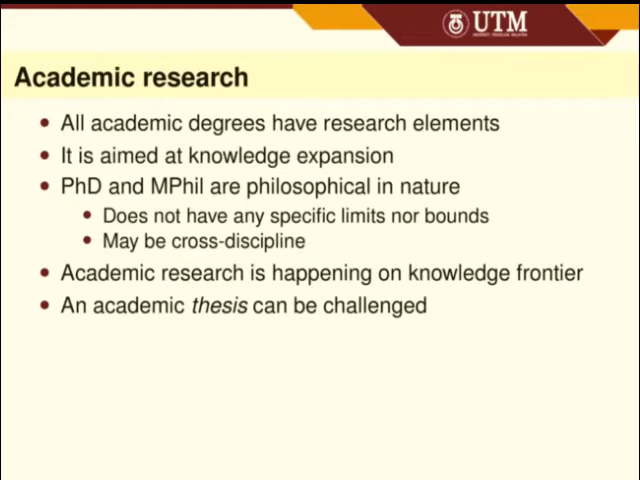 UTM
Academic research
All academic degrees have research elements
It is aimed at knowledge expansion
PhD and MPhil are philosophical in nature
Does not have any specific limits nor bounds
May be cross-discipline
Academic research is happening on knowledge frontier
An academic thesis can be challenged